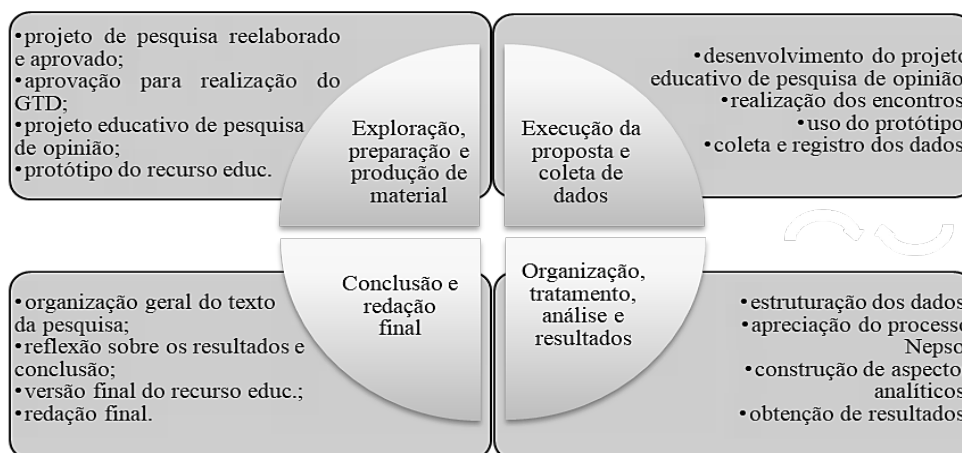 •projeto de pesquisa reelaborado
e aprovado;
•aprovação para realização do
GTD;
•projeto educativo de pesquisa
de opinião;
•protótipo do recurso educ.
Exploração,
preparação e
produção de
material
Execução da
proposta e
coleta de
dados
•desenvolvimento do projeto
educativo de pesquisa de opinião
•realização dos encontros
•uso do protótipo
•coleta e registro dos dados
•organização geral do texto
da pesquisa;
•reflexão sobre os resultados e
conclusão;
•versão final do recurso educ.;
•redação final.
Conclusão e
redação
final
Organização,
tratamento,
análise e
resultados
•estruturação dos dados
•apreciação do processo
Nepso
•construção de aspecto
analíticos
•obtenção de resultados